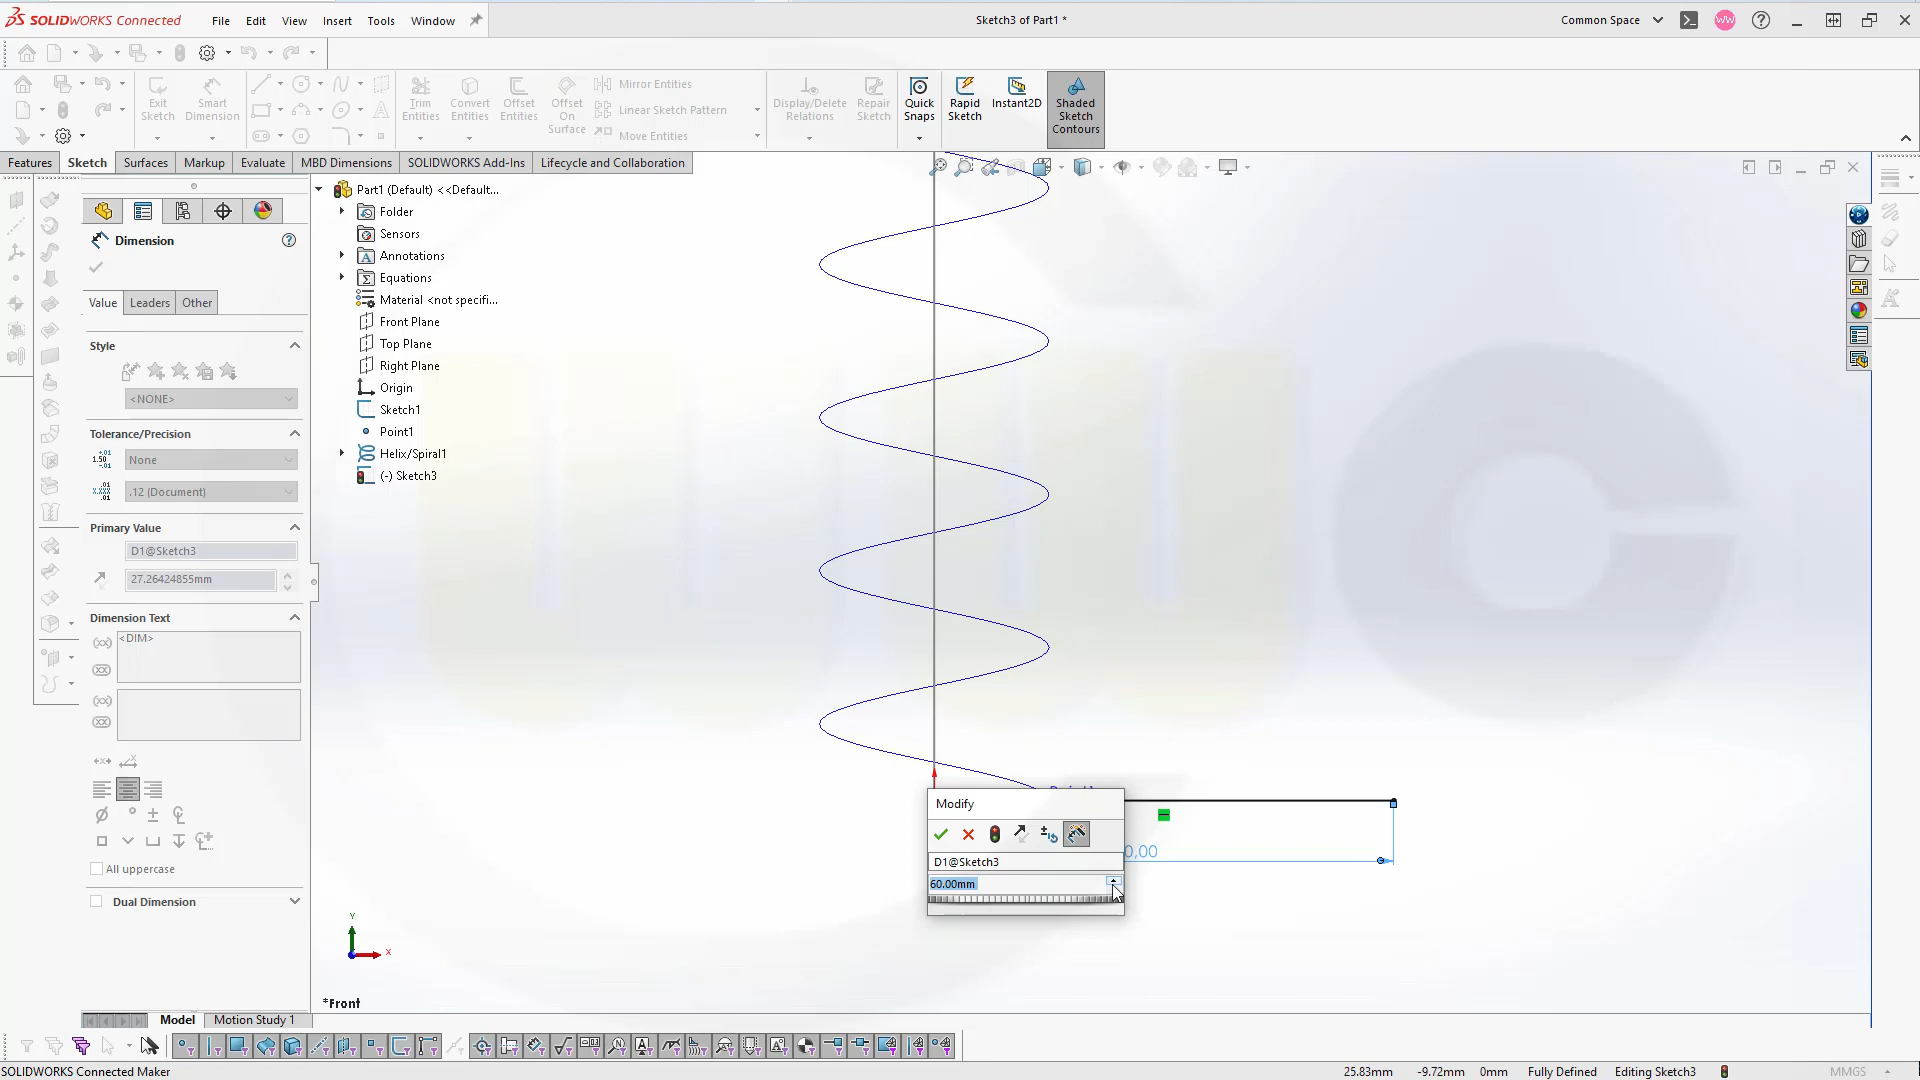 SOLIDWORKS Connected
File
Edit
View
Insert
Tools
Window
Sketch3 of Part1 *
Common Space
WW
Exit Sketch
Smart Dimension
Trim Entities
Convert Entities
Offset Entities
Offset On Surface
Mirror Entities
Linear Sketch Pattern
Move Entities
Display/Delete Relations
Repair Sketch
Quick Snaps
Rapid Sketch
Instant2D
Shaded Sketch Contours
Features
Sketch
Surfaces
Markup
Evaluate
MBD Dimensions
SOLIDWORKS Add-Ins
Lifecycle and Collaboration
Part1 (Default) <<Default...
Folder
Sensors
Annotations
Equations
Material <not specifi...
Front Plane
Top Plane
Right Plane
Origin
Sketch1
Point1
Helix/Spiral1
(-) Sketch3
Dimension
Value
Leaders
Other
Style
<NONE>
Tolerance/Precision
None
.12 (Document)
Primary Value
D1@Sketch3
27.26424855mm
Dimension Text
<DIM>
All uppercase
Dual Dimension
Modify
D1@Sketch3
60.00mm
0,00
Y
X
*Front
Model
Motion Study 1
SOLIDWORKS Connected Maker
25.83mm
-9.72mm
0mm
Fully Defined
Editing Sketch3
MMGS